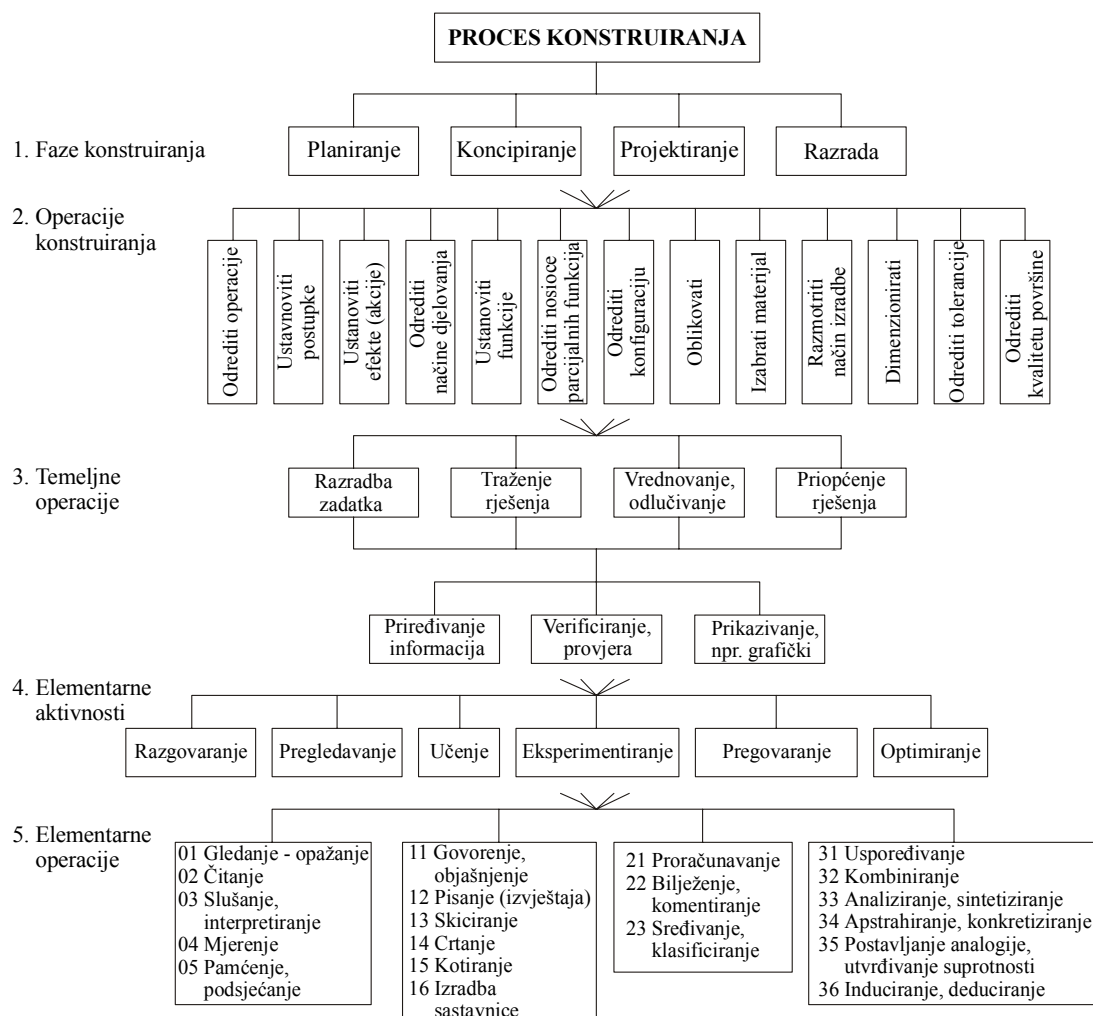 PROCES KONSTRUIRANJA
1. Faze konstruiranja
Planiranje
Koncipiranje
Projektiranje
Razrada
2. Operacije
konstruiranja
Odrediti operacije
Ustavnoviti
postupke
Ustanoviti
efekte (akcije)
Odrediti
načine djelovanja
Ustanoviti
funkcije
Odrediti nosioce
parcijalnih funkcija
Odrediti
konfiguraciju
Oblikovati
Izabrati materijal
Razmotriti
način izradbe
Dimenzionirati
Odrediti tolerancije
Odrediti
kvalitetu površine
3. Temeljne
operacije
Razradba
zadatka
Traženje
rješenja
Vrednovanje,
odlučivanje
Priopćenje
rješenja
Priređivanje
informacija
Verificiranje,
provjera
Prikazivanje,
npr. grafički
4. Elementarne
aktivnosti
Razgovaranje
Pregledavanje
Učenje
Eksperimentiranje
Pregovaranje
Optimiranje
5. Elementarne
operacije
01 Gledanje - opažanje
02 Čitanje
03 Slušanje,
interpretiranje
04 Mjerenje
05 Pamćenje,
podsjećanje
11 Govorenje,
objašnjenje
12 Pisanje (izvještaja)
13 Skiciranje
14 Crtanje
15 Kotiranje
16 Izradba
sastavnice
21 Proračunavanje
22 Bilježenje,
komentiranje
23 Sređivanje,
klasificiranje
31 Uspoređivanje
32 Kombiniranje
33 Analiziranje, sintetiziranje
34 Apstrahiranje, konkretiziranje
35 Postavljanje analogije,
utvrđivanje suprotnosti
36 Induciranje, deduciranje